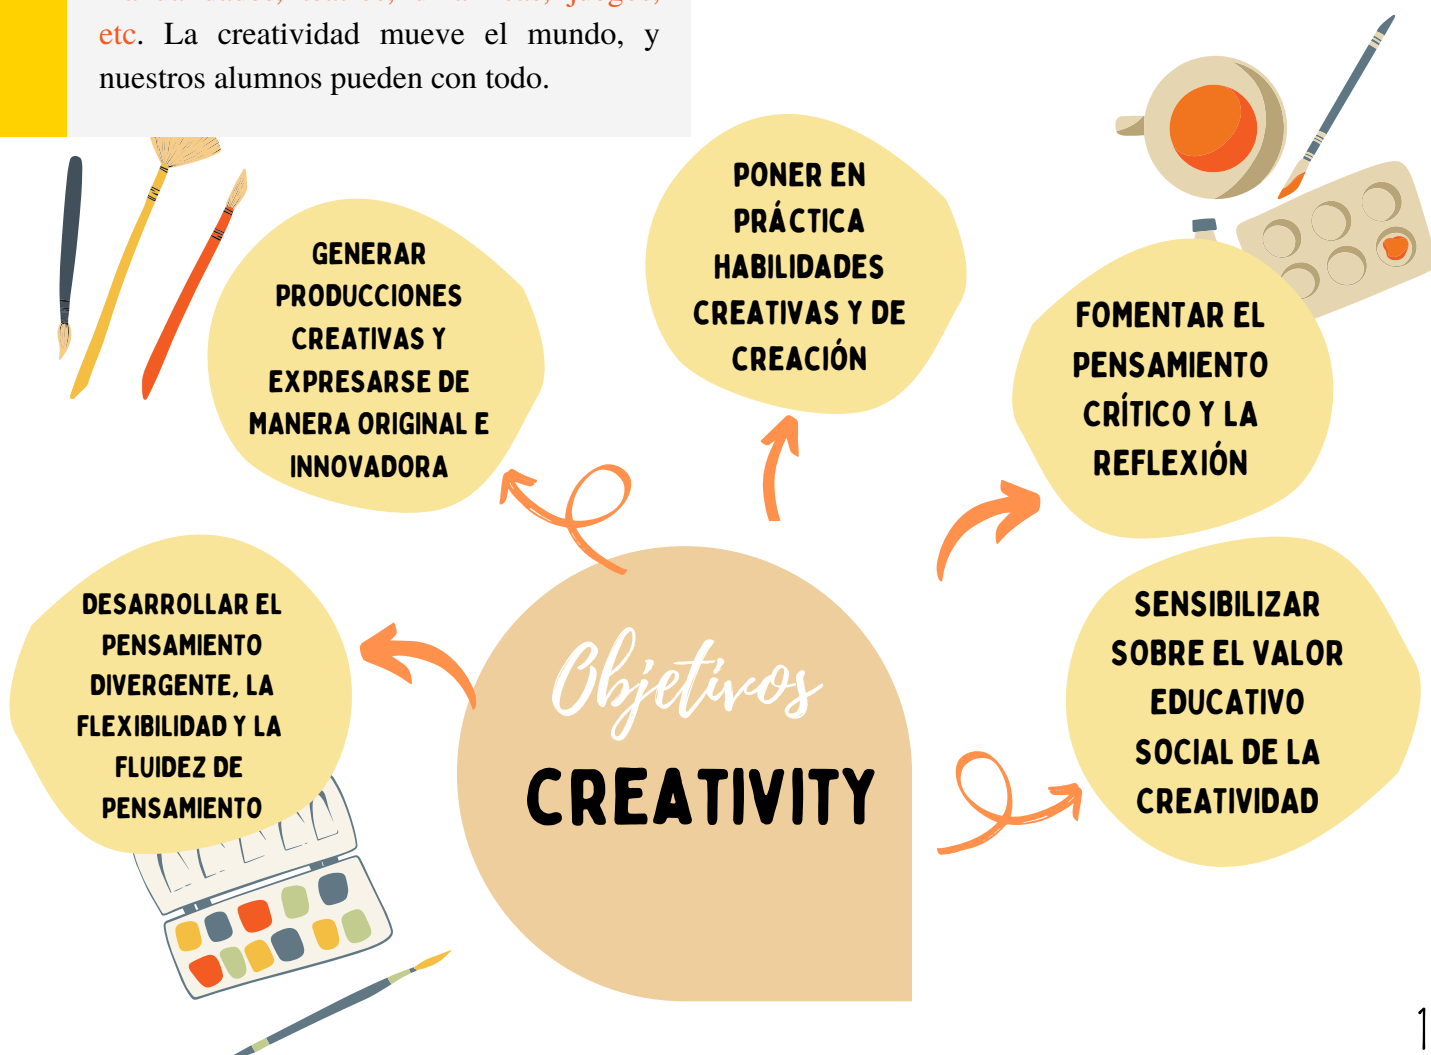 etc. La creatividad mueve el mundo, y
nuestros alumnos pueden con todo.
GENERAR
PRODUCCIONES
CREATIVAS Y
EXPRESARSE DE
MANERA ORIGINAL E
INNOVADORA
PONER EN
PRÁCTICA
HABILIDADES
CREATIVAS Y DE
CREACIÓN
FOMENTAR EL
PENSAMIENTO
CRÍTICO Y LA
REFLEXIÓN
DESARROLLAR EL
PENSAMIENTO
DIVERGENTE, LA
FLEXIBILIDAD Y LA
FLUIDEZ DE
PENSAMIENTO
Objetivos
CREATIVITY
SENSIBILIZAR
SOBRE EL VALOR
EDUCATIVO
SOCIAL DE LA
CREATIVIDAD
1